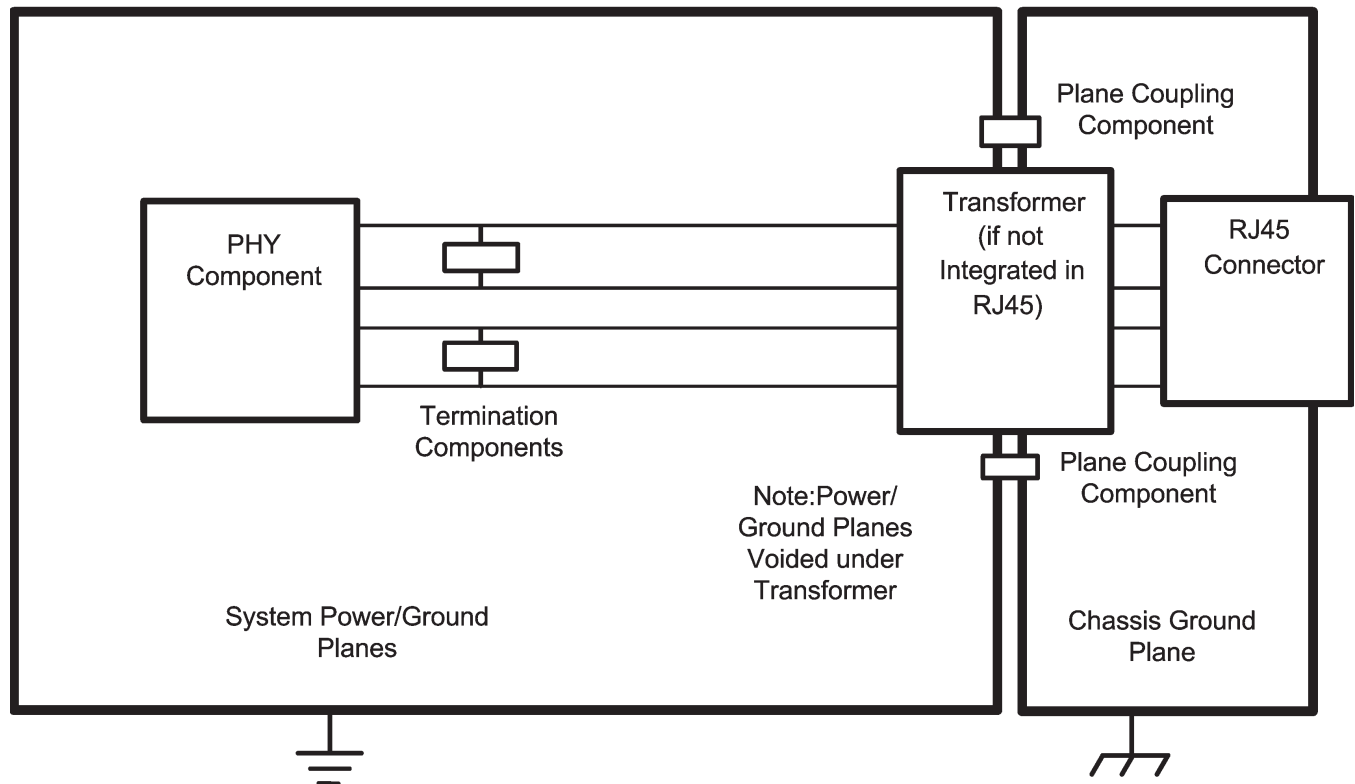 Plane Coupling
Component
PHY
Component
Transformer
(if not
Integrated in
RJ45)
RJ45
Connector
Termination
Components
Plane Coupling
Component
Note:Power/
Ground Planes
Voided under
Transformer
System Power/Ground
Planes
Chassis Ground
Plane